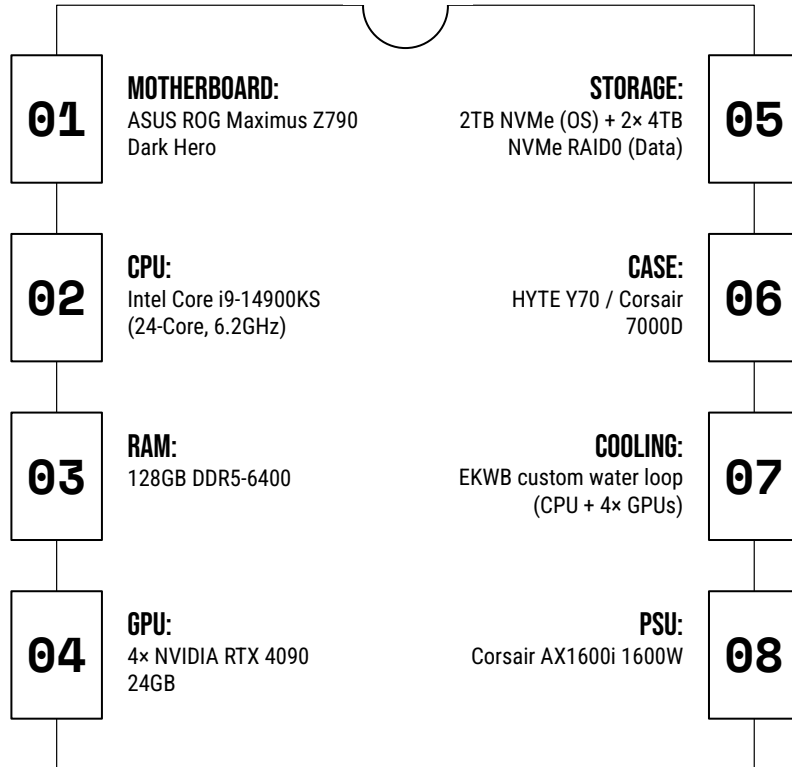 01
MOTHERBOARD:
ASUS ROG Maximus Z790
Dark Hero
02
CPU:
Intel Core i9-14900KS
(24-Core, 6.2GHz)
03
RAM:
128GB DDR5-6400
04
GPU:
4× NVIDIA RTX 4090
24GB
STORAGE:
2TB NVMe (OS) + 2× 4TB
NVMe RAID0 (Data)
05
CASE:
HYTE Y70 / Corsair
7000D
06
COOLING:
EKWB custom water loop
(CPU + 4× GPUs)
07
PSU:
Corsair AX1600i 1600W
08